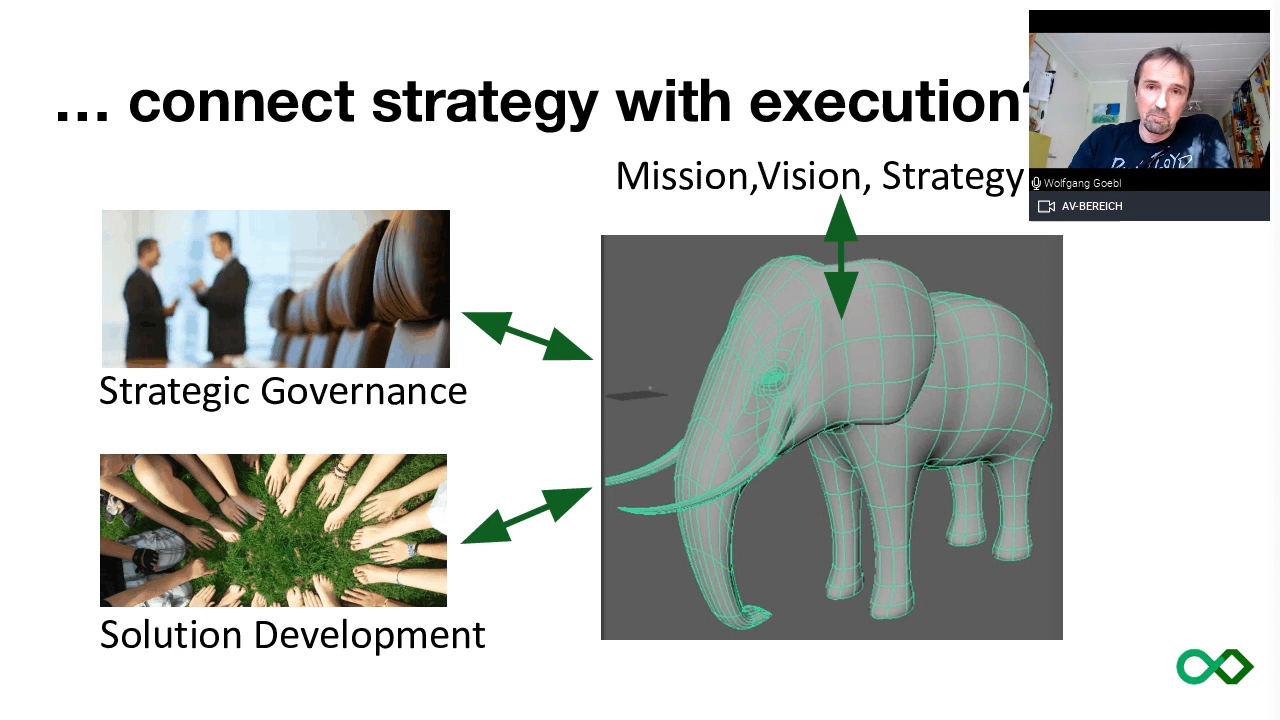 … connect strategy with execution?
Mission,Vision, Strategy
Wolfgang Goebl
AV-BEREICH
Strategic Governance
Solution Development